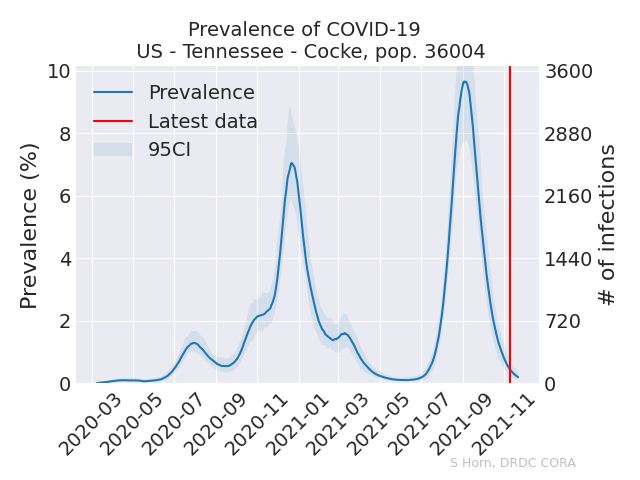 Prevalence of COVID-19
US - Tennessee - Cocke, pop. 36004
Prevalence
Latest data
95CI
Prevalence (%)
10
8
6
4
2
0
3600
2880
2160
1440
720
0
# of infections
2020-03
2020-05
2020-07
2020-09
2020-11
2021-01
2021-03
2021-05
2021-07
2021-09
2021-11
S Horn, DRDC CORA